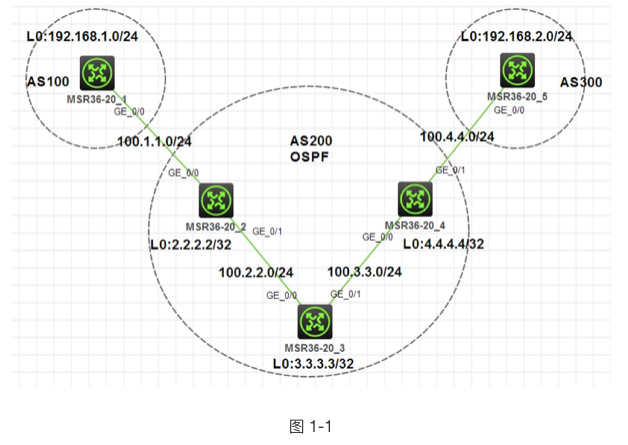 L0:192.168.1.0/24
L0:192.168.2.0/24
AS100
AS300
MSR36-20_1
MSR36-20_5
GE_0/0
GE_0/0
100.1.1.0/24
100.4.4.0/24
AS200
OSPF
GE_0/0
GE_0/1
MSR36-20_2
MSR36-20_4
GE_0/1
GE_0/0
L0:2.2.2.2/32
L0:4.4.4.4/32
100.2.2.0/24
100.3.3.0/24
GE_0/0
GE_0/1
MSR36-20_3
L0:3.3.3.3/32
图 1-1